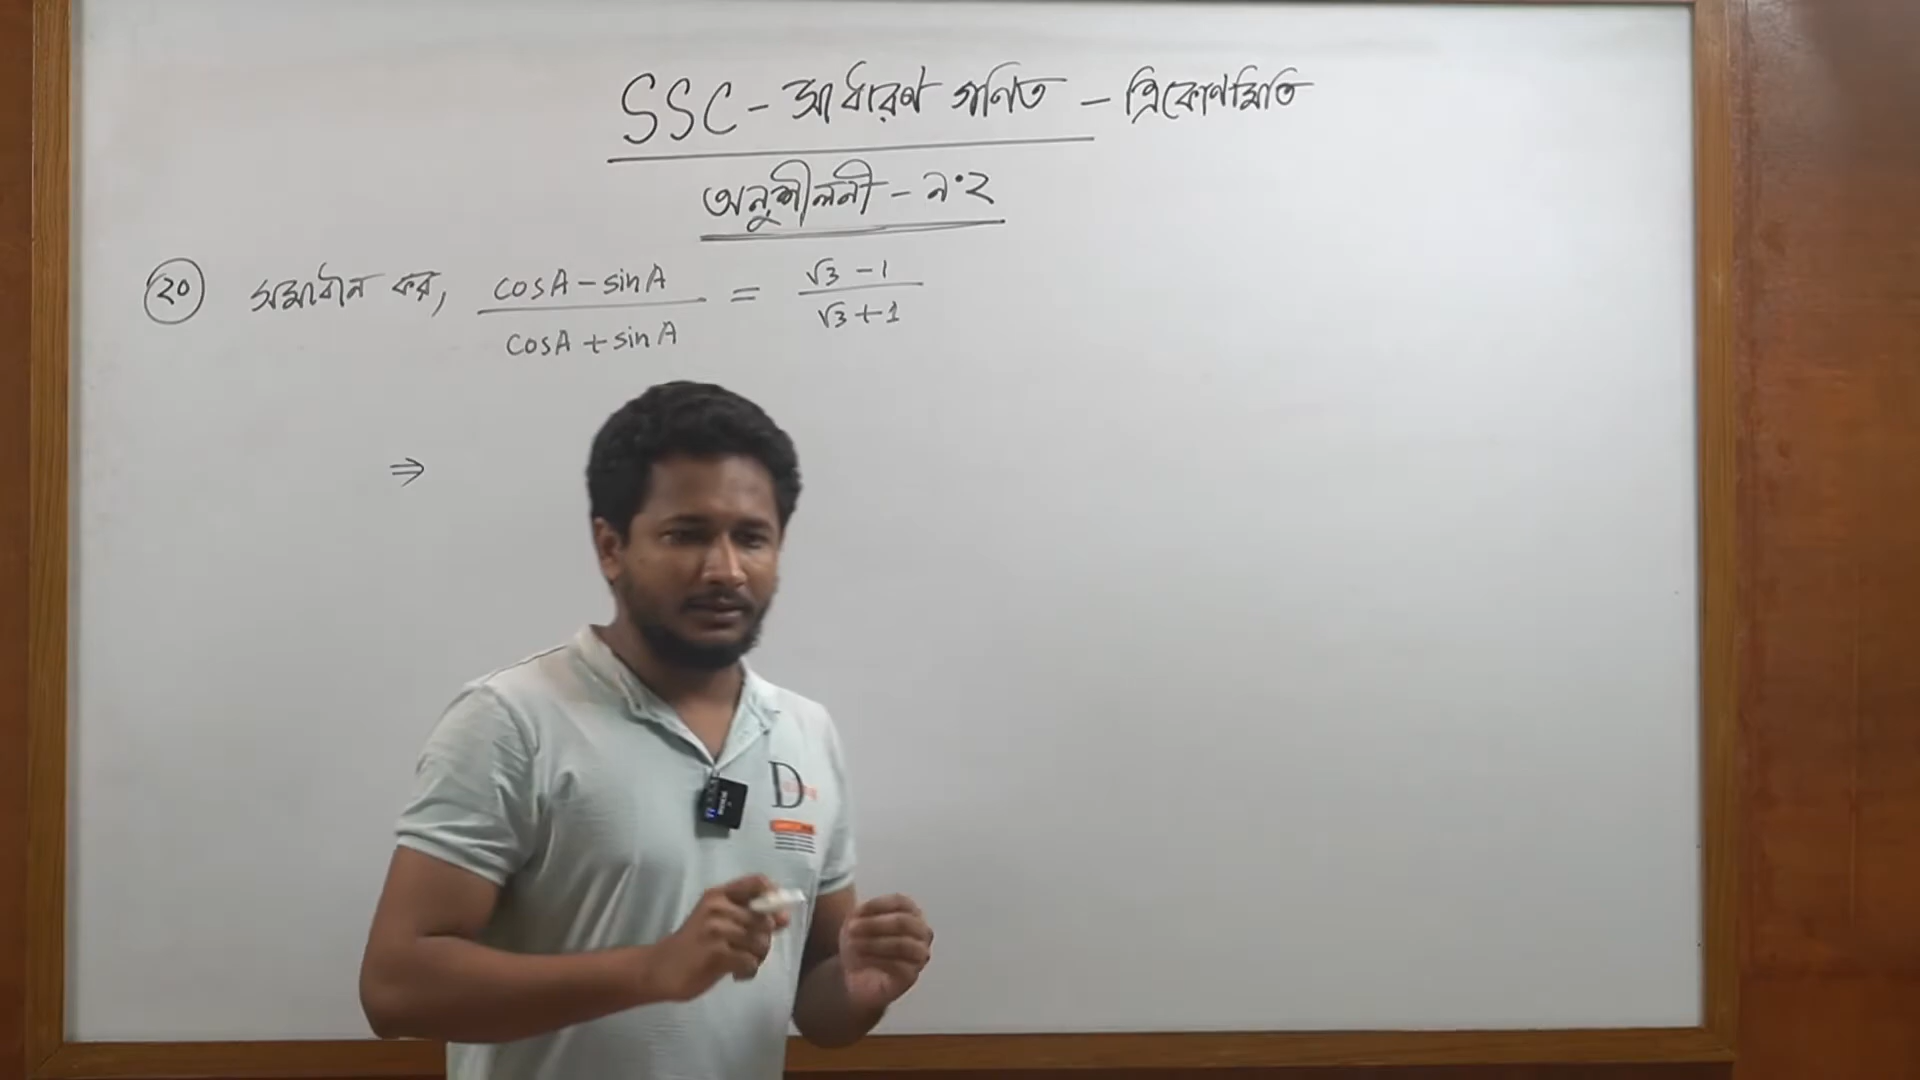 SSC - সাধারণ গণিত - ত্রিকোণমিতি
অনুশীলনী - ৯.২
২০ সমাধান কর, (cosA - sinA)/(cosA + sinA) = (√3 - 1)/(√3 + 1)
⇒
D